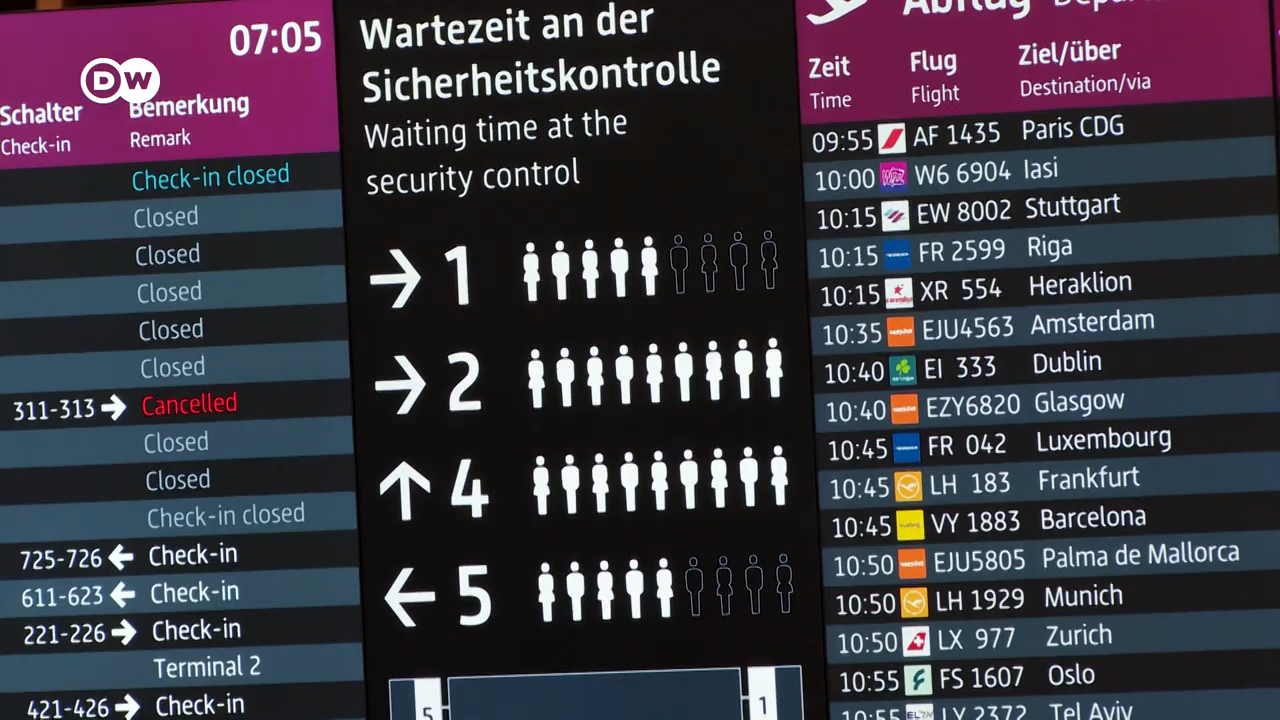 07:05
DW
Schalter Bemerkung
Check-in Remark
Check-in closed
Closed
Closed
Closed
Closed
Closed
311-313 → Cancelled
Closed
Closed
Check-in closed
725-726 ← Check-in
611-623 ← Check-in
221-226 → Check-in
Terminal 2
421-426 → Check-in
Wartezeit an der
Sicherheitskontrolle
Waiting time at the
security control
→ 1
→ 2
↑ 4
← 5
5 1
Abflug
Zeit Flug Ziel/über
Time Flight Destination/via
09:55 AF 1435 Paris CDG
10:00 W6 6904 Iasi
10:15 EW 8002 Stuttgart
10:15 FR 2599 Riga
10:15 XR 554 Heraklion
10:35 EJU4563 Amsterdam
10:40 EI 333 Dublin
10:40 EZY6820 Glasgow
10:45 FR 042 Luxembourg
10:45 LH 183 Frankfurt
10:45 VY 1883 Barcelona
10:50 EJU5805 Palma de Mallorca
10:50 LH 1929 Munich
10:50 LX 977 Zurich
10:55 FS 1607 Oslo
10:55 LY 2372 Tel Aviv